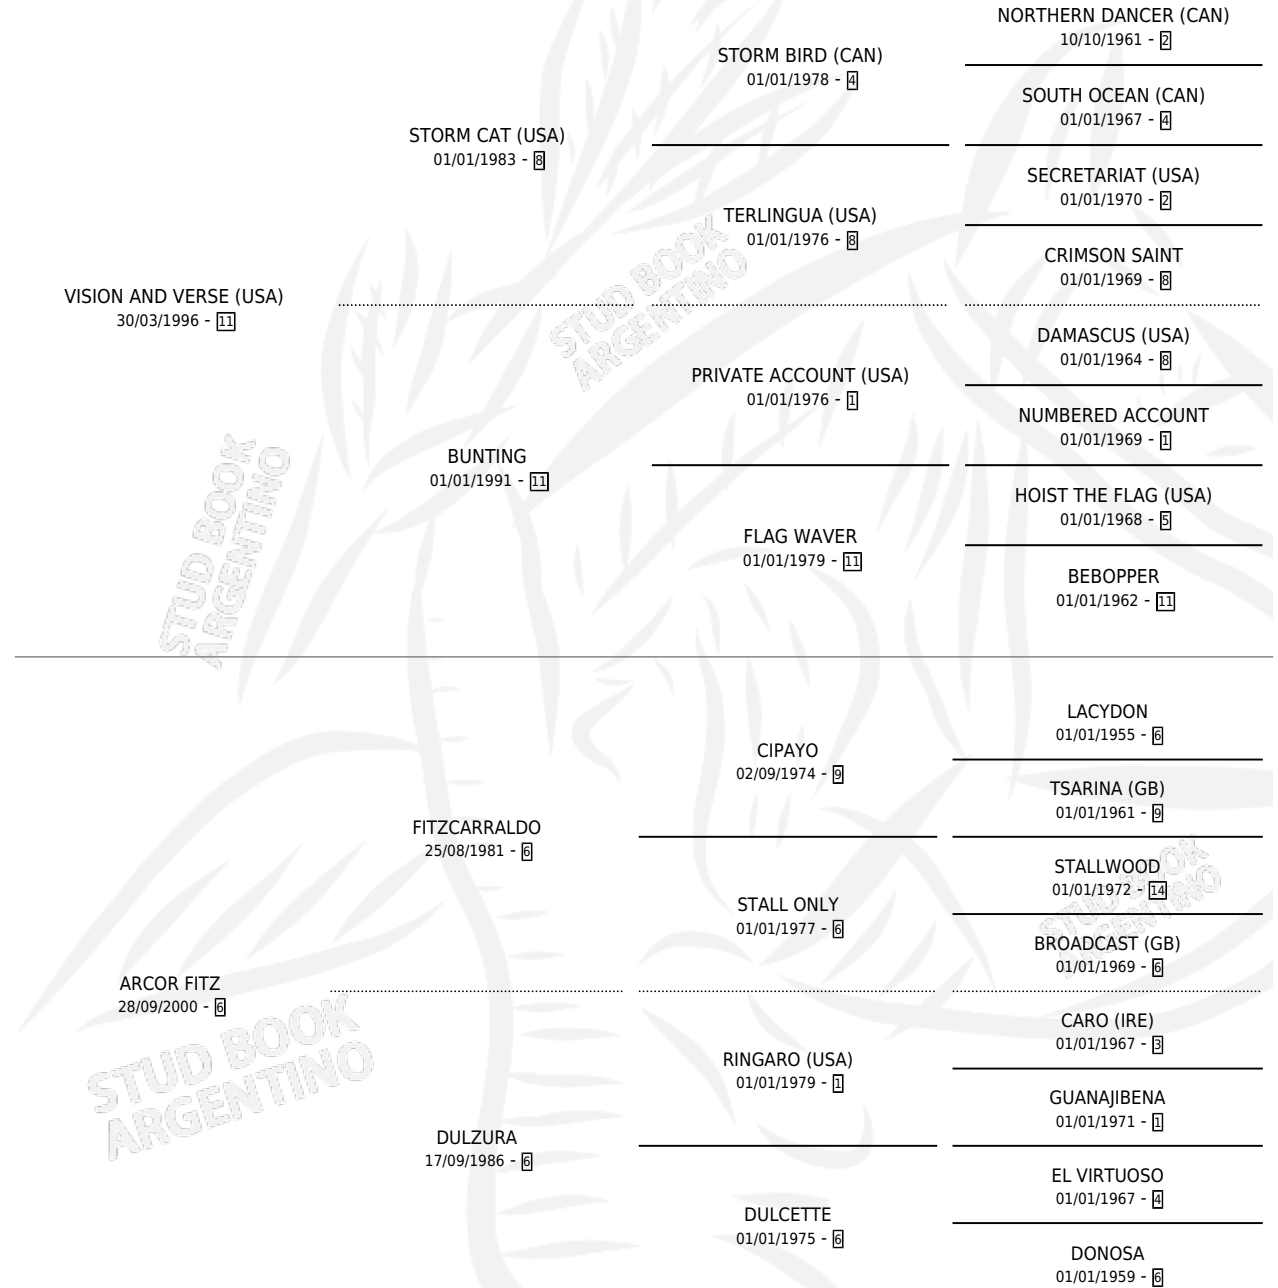 NORTHERN DANCER (CAN)
10/10/1961 - 2
STORM BIRD (CAN)
01/01/1978 - 4
SOUTH OCEAN (CAN)
01/01/1967 - 4
STORM CAT (USA)
01/01/1983 - 8
SECRETARIAT (USA)
01/01/1970 - 2
TERLINGUA (USA)
01/01/1976 - 8
CRIMSON SAINT
01/01/1969 - 8
VISION AND VERSE (USA)
30/03/1996 - 11
DAMASCUS (USA)
01/01/1964 - 8
PRIVATE ACCOUNT (USA)
01/01/1976 - 1
NUMBERED ACCOUNT
01/01/1969 - 1
BUNTING
01/01/1991 - 11
HOIST THE FLAG (USA)
01/01/1968 - 5
FLAG WAVER
01/01/1979 - 11
BEBOPPER
01/01/1962 - 11
LACYDON
01/01/1955 - 6
CIPAYO
02/09/1974 - 9
TSARINA (GB)
01/01/1961 - 9
FITZCARRALDO
25/08/1981 - 6
STALLWOOD
01/01/1972 - 14
STALL ONLY
01/01/1977 - 6
BROADCAST (GB)
01/01/1969 - 6
ARCOR FITZ
28/09/2000 - 6
CARO (IRE)
01/01/1967 - 3
RINGARO (USA)
01/01/1979 - 1
GUANAJIBENA
01/01/1971 - 1
DULZURA
17/09/1986 - 6
EL VIRTUOSO
01/01/1967 - 4
DULCETTE
01/01/1975 - 6
DONOSA
01/01/1959 - 6
STUD BOOK
ARGENTINO
STUD BOOK
ARGENTINO
STUD BOOK
ARGENTINO
STUD BOOK
ARGENTINO